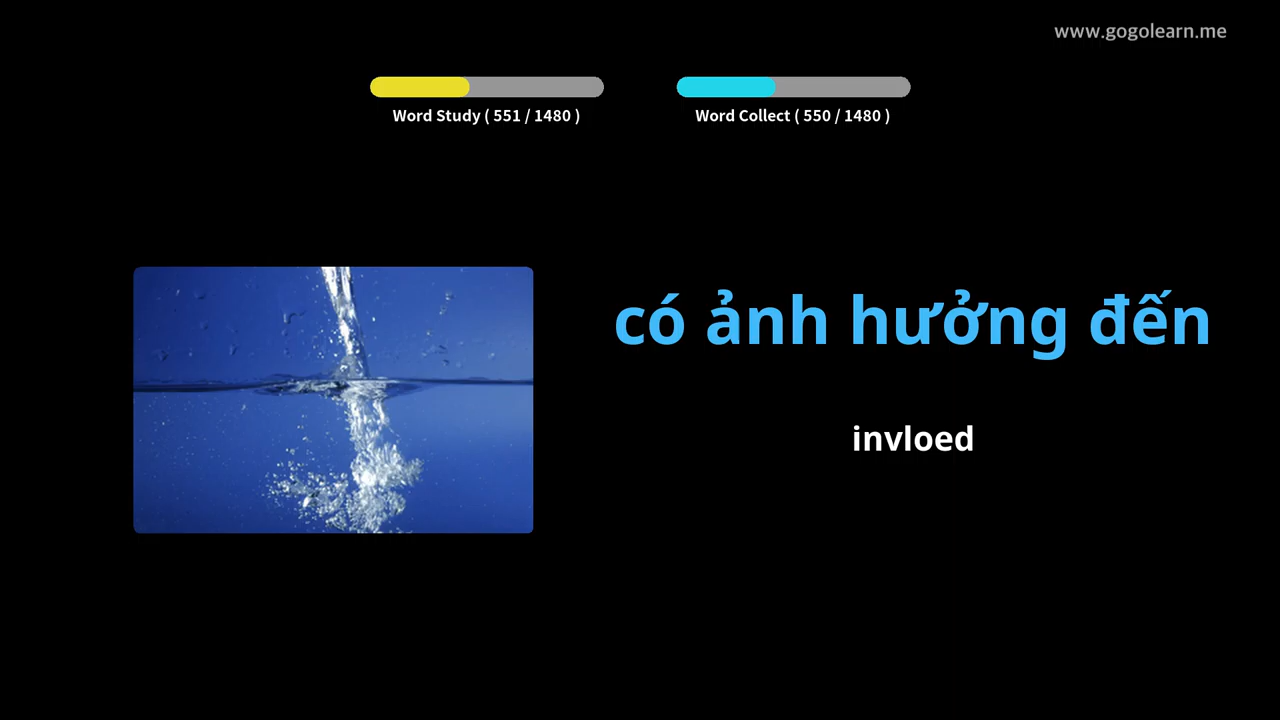 www.gogolearn.me
Word Study ( 551 / 1480 )
Word Collect ( 550 / 1480 )
có ảnh hưởng đến
invloed